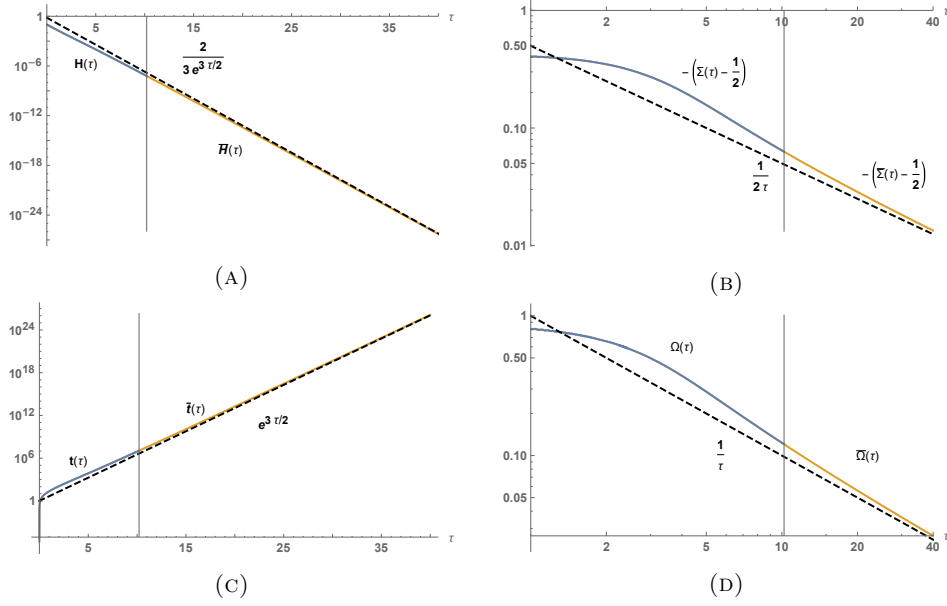 1
5
15
25
35
τ
10^-6
10^-12
10^-18
10^-24
H(τ)
2
3 e^3 τ/2
H̅(τ)
(A)
1
2
5
10
20
40
τ
0.50
0.10
0.05
0.01
-(Σ(τ) - 1/2)
1
2 τ
-(Σ̅(τ) - 1/2)
(B)
10^24
10^18
10^12
10^6
1
t(τ)
t̅(τ)
e^3 τ/2
5
15
25
35
τ
(C)
1
0.50
0.10
0.05
Ω(τ)
1
τ
Ω̅(τ)
2
5
10
20
40
τ
(D)